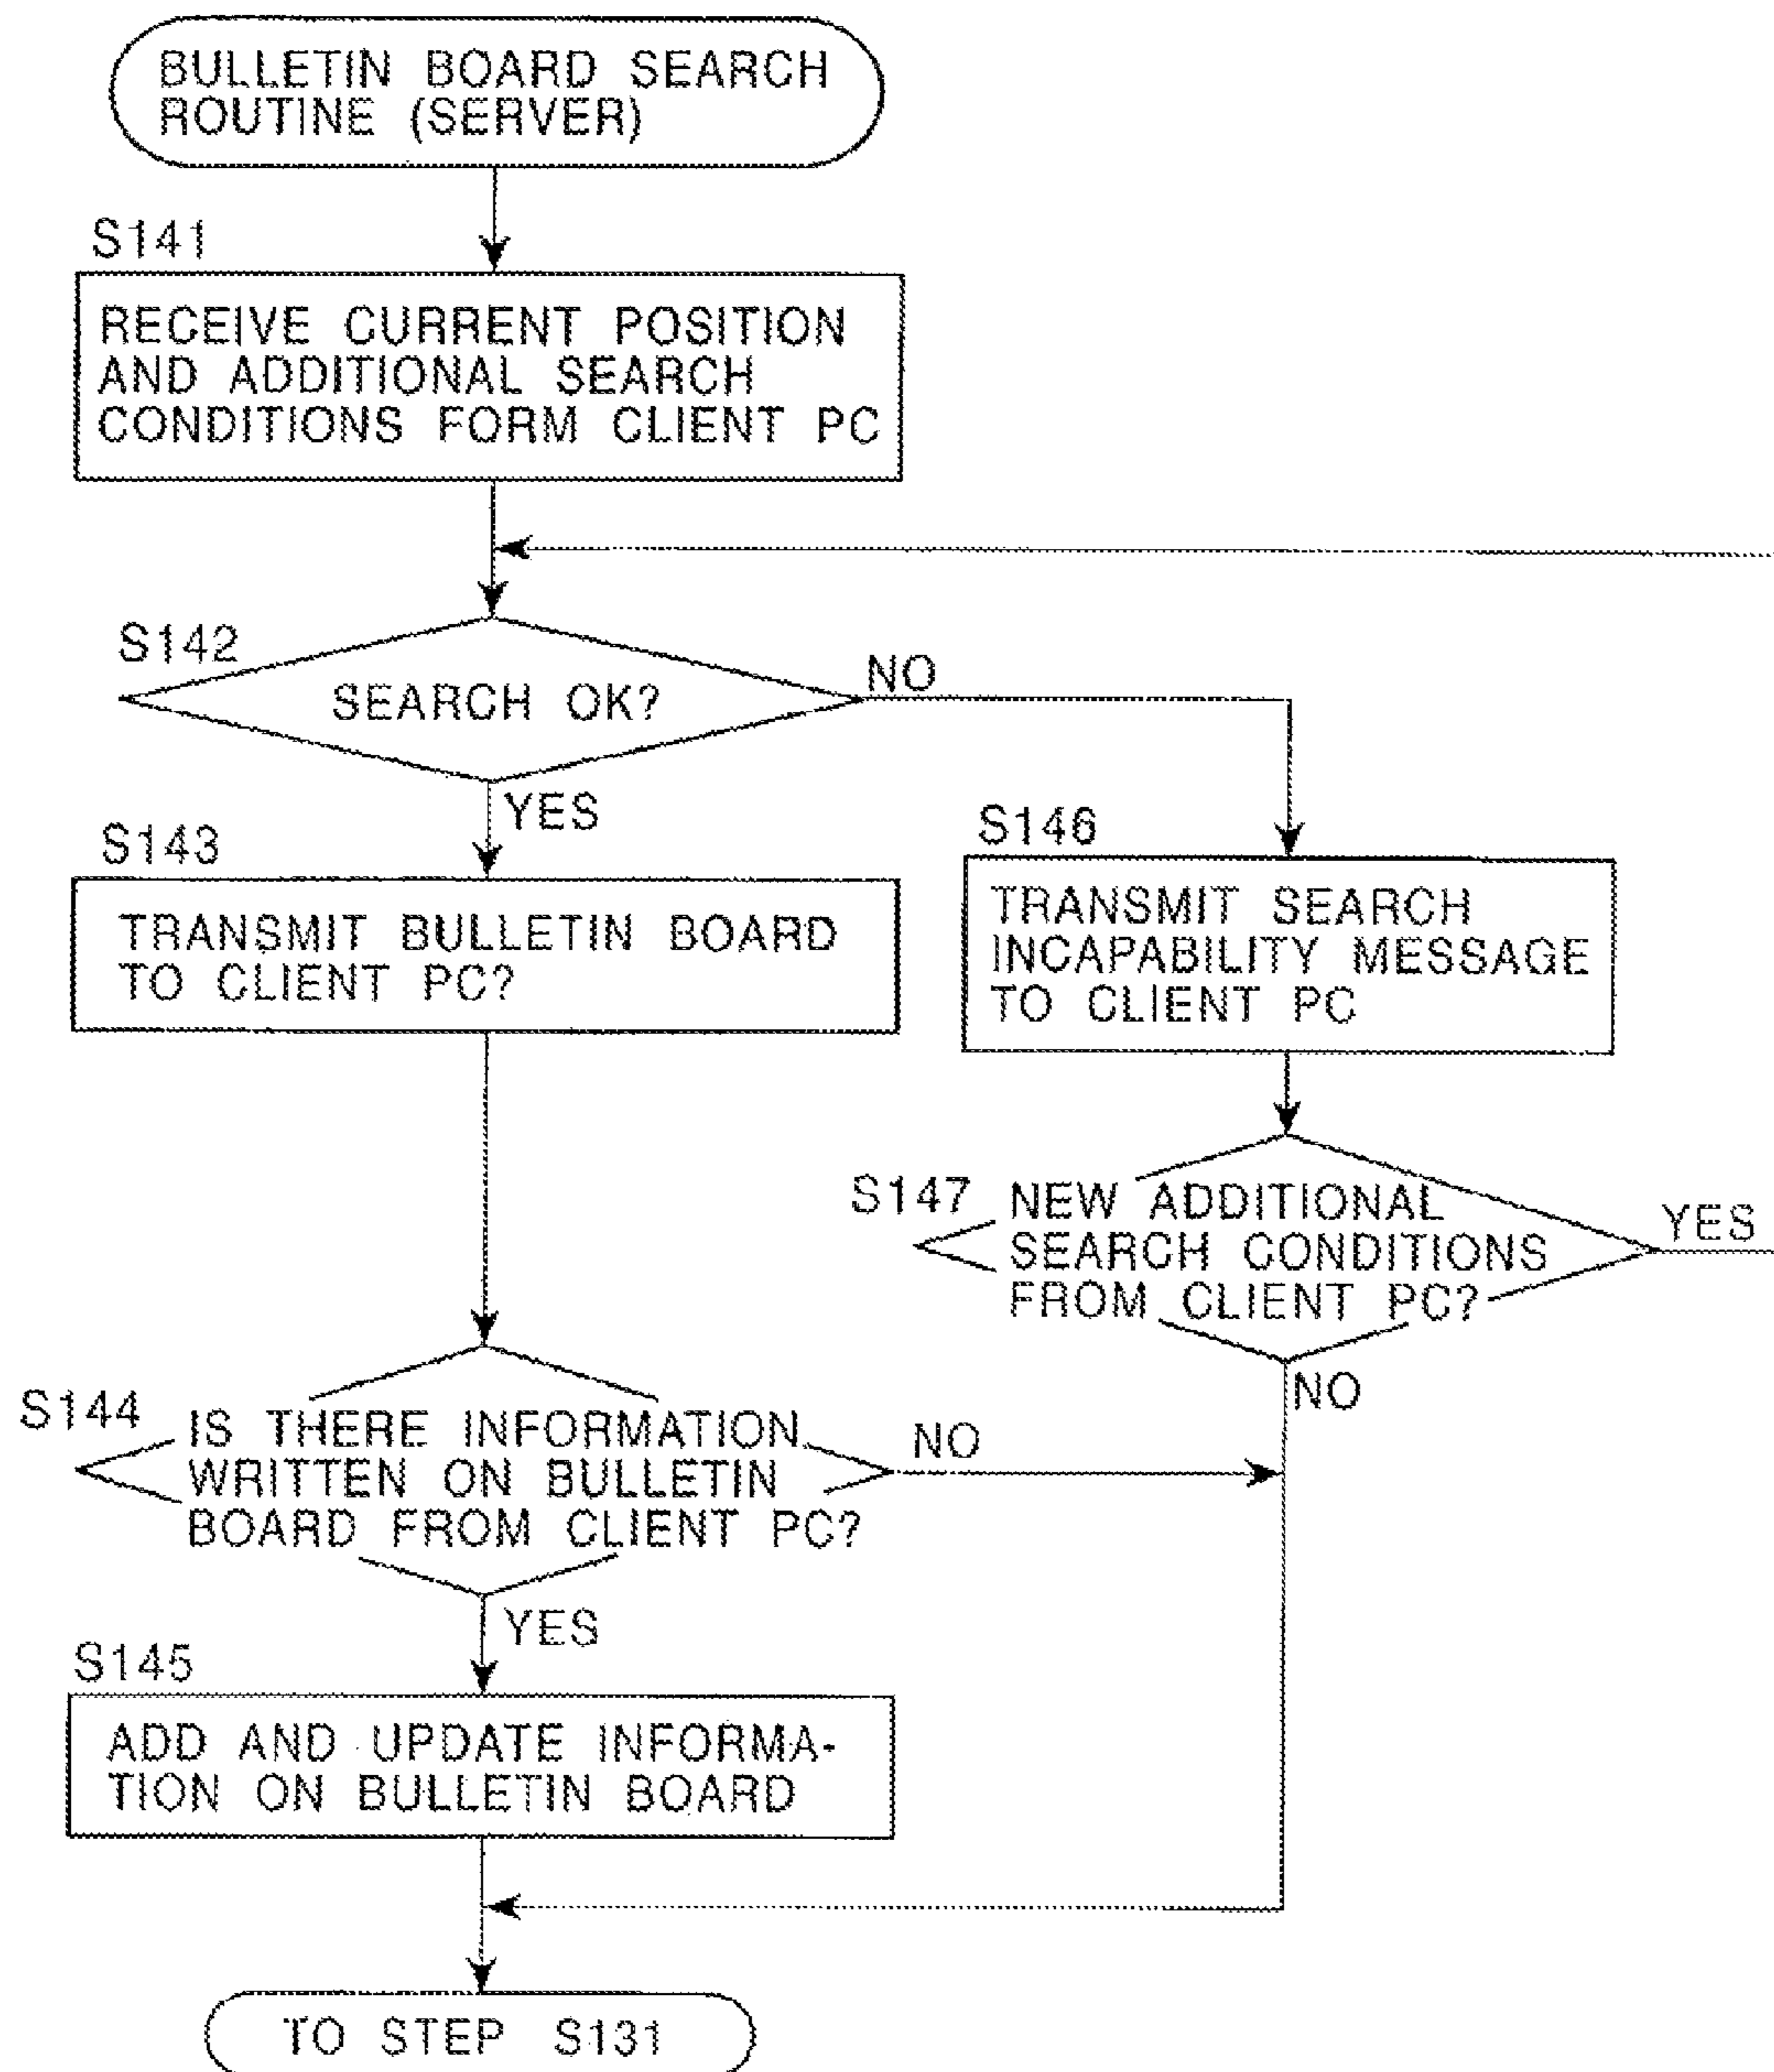 BULLETIN BOARD SEARCH
ROUTINE (SERVER)
S141
RECEIVE CURRENT POSITION
AND ADDITIONAL SEARCH
CONDITIONS FORM CLIENT PC
S142
SEARCH OK?
NO
YES
S143
TRANSMIT BULLETIN BOARD
TO CLIENT PC?
S146
TRANSMIT SEARCH
INCAPABILITY MESSAGE
TO CLIENT PC
S147
NEW ADDITIONAL
SEARCH CONDITIONS
FROM CLIENT PC?
YES
NO
S144
IS THERE INFORMATION
WRITTEN ON BULLETIN
BOARD FROM CLIENT PC?
NO
YES
S145
ADD AND UPDATE INFORMA-
TION ON BULLETIN BOARD
TO STEP S131